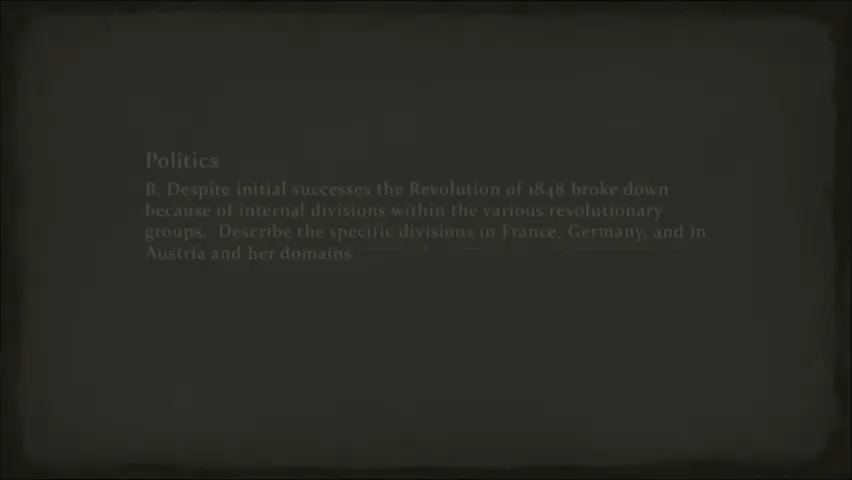 Politics
B. Despite initial successes the Revolution of 1848 broke down
because of internal divisions within the various revolutionary
groups. Describe the specific divisions in France, Germany, and in
Austria and her domains.